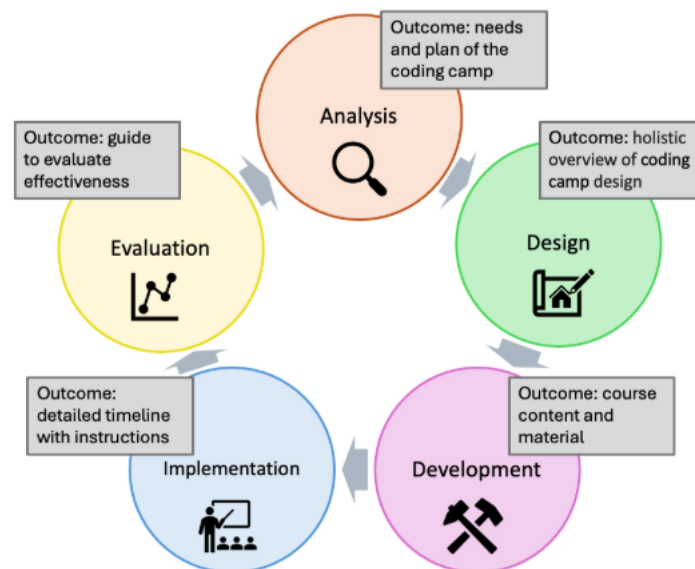 Outcome: needs
and plan of the
coding camp
Analysis
Outcome: guide
to evaluate
effectiveness
Outcome: holistic
overview of coding
camp design
Evaluation
Design
Outcome:
detailed timeline
with instructions
Outcome: course
content and
material
Implementation
Development